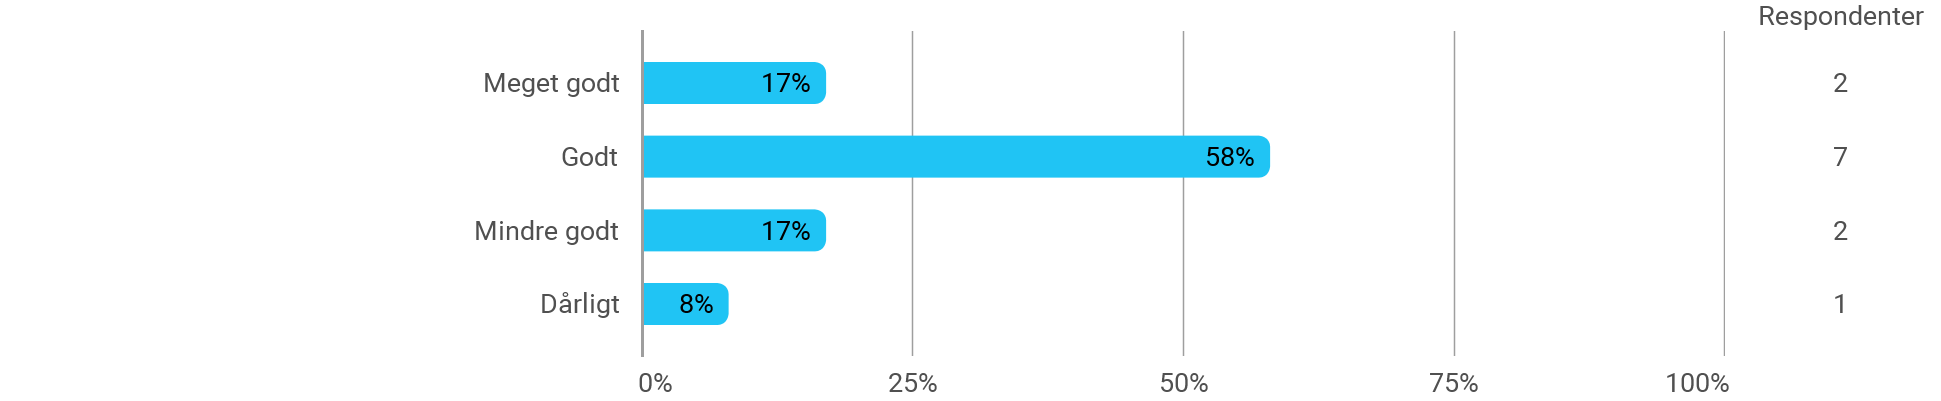 Respondenter
Meget godt 17% 2
Godt 58% 7
Mindre godt 17% 2
Dårligt 8% 1
0% 25% 50% 75% 100%